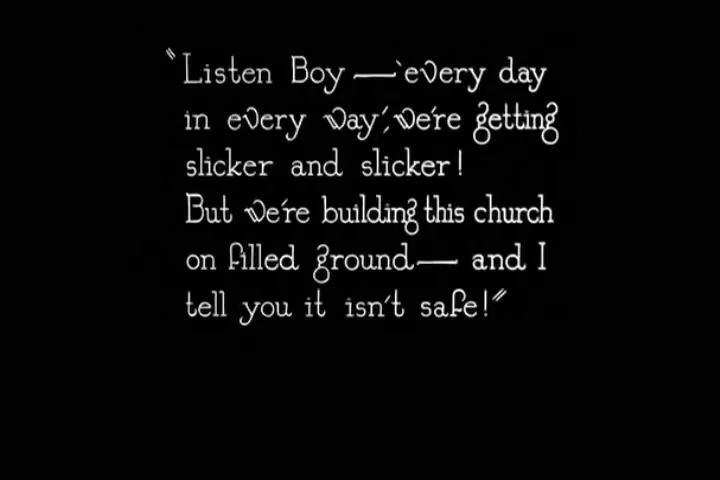 "Listen Boy — 'every day
in every way', we're getting
slicker and slicker!
But we're building this church
on filled ground — and I
tell you it isn't safe!"